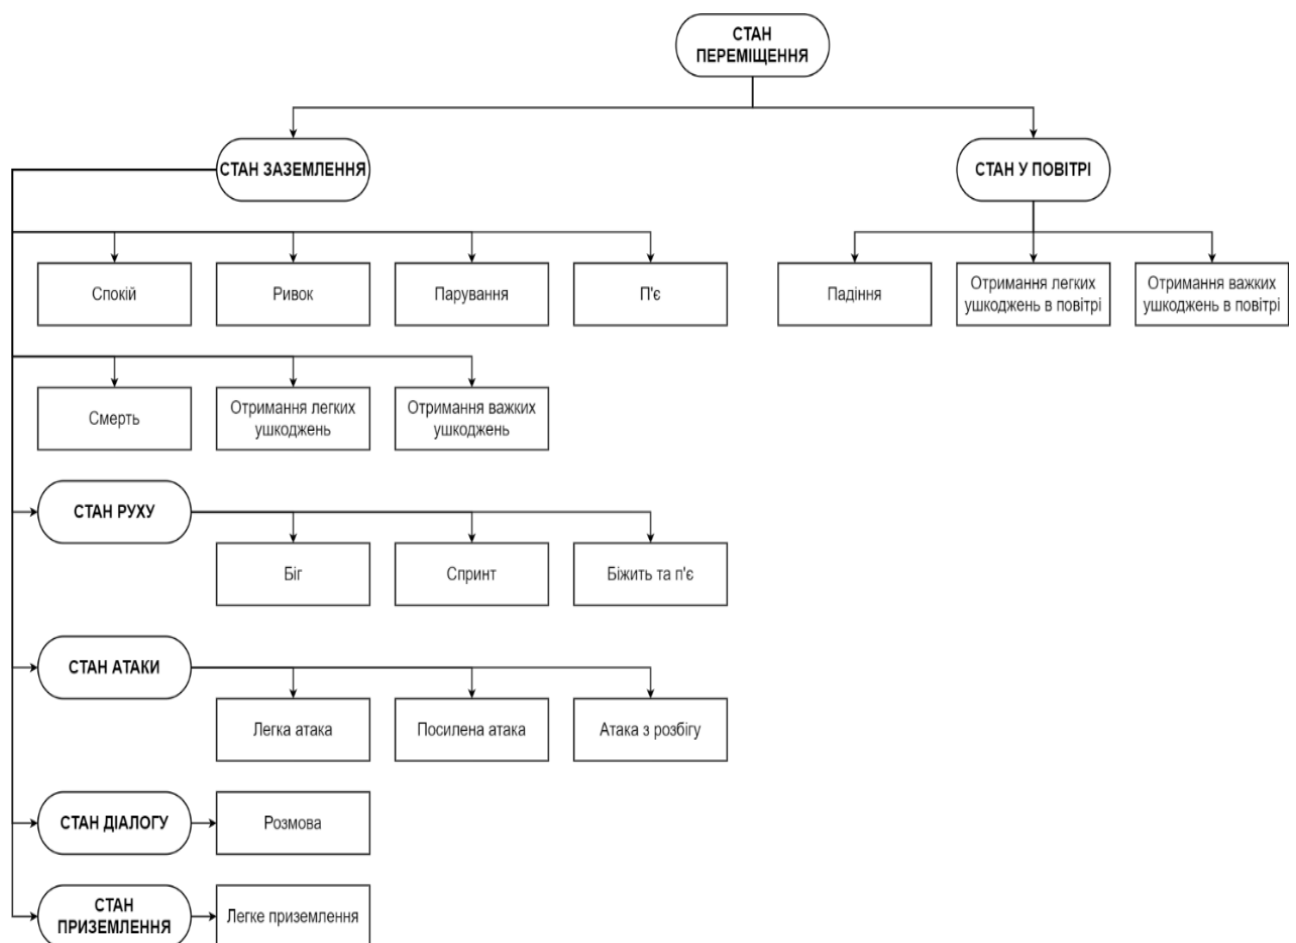 СТАН
ПЕРЕМІЩЕННЯ
СТАН ЗАЗЕМЛЕННЯ
СТАН У ПОВІТРІ
Спокій
Ривок
Парування
П'є
Падіння
Отримання легких
ушкоджень в повітрі
Отримання важких
ушкоджень в повітрі
Смерть
Отримання легких
ушкоджень
Отримання важких
ушкоджень
СТАН РУХУ
Біг
Спринт
Біжить та п'є
СТАН АТАКИ
Легка атака
Посилена атака
Атака з розбігу
СТАН ДІАЛОГУ
Розмова
СТАН
ПРИЗЕМЛЕННЯ
Легке приземлення